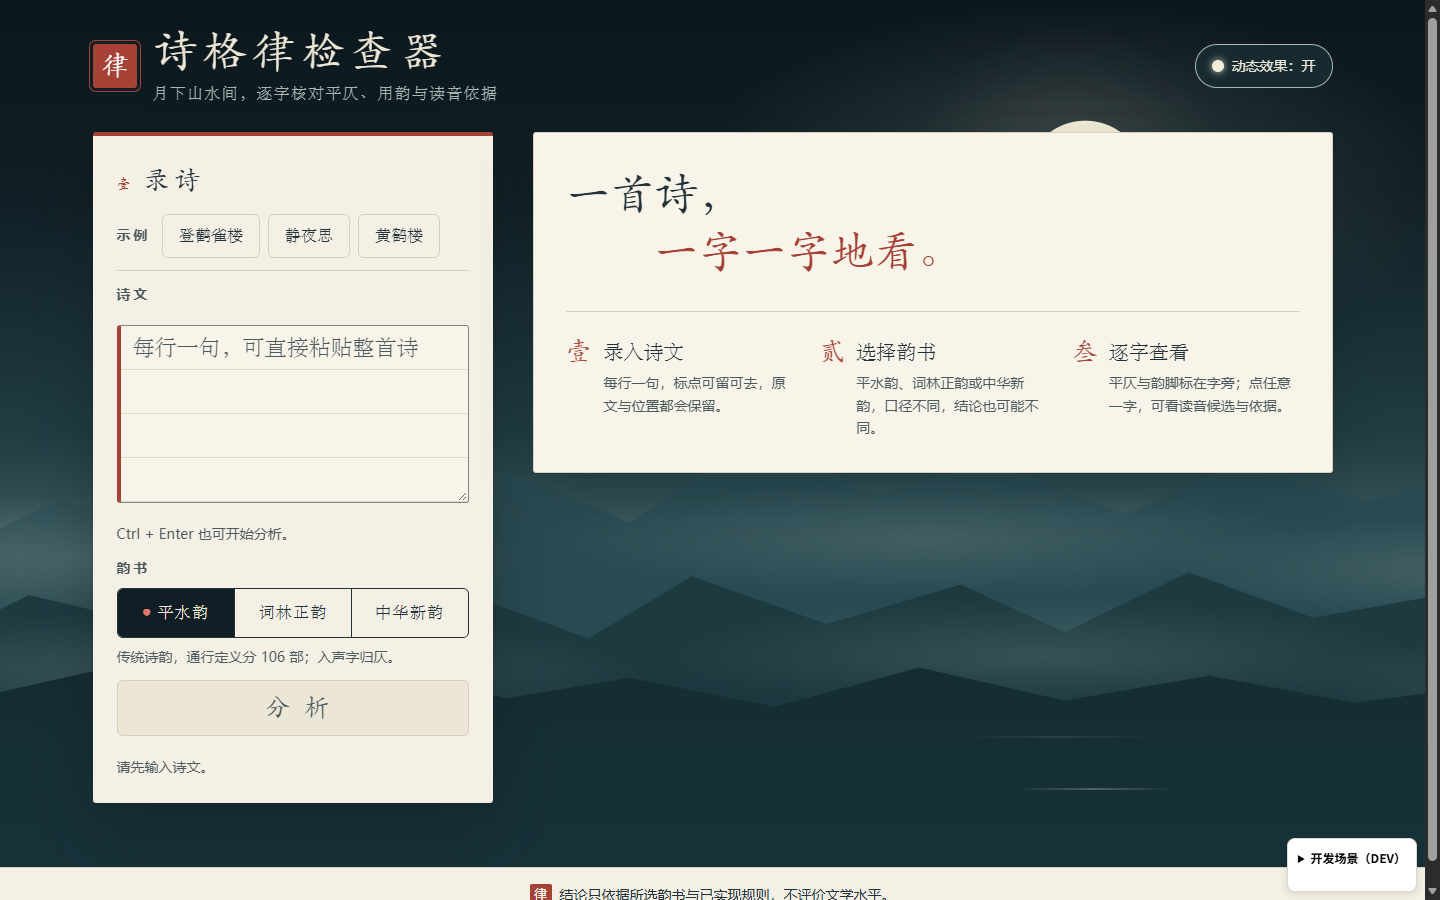 律
诗格律检查器
月下山水间，逐字核对平仄、用韵与读音依据
动态效果：开
壹 录诗
示例 登鹳雀楼 静夜思 黄鹤楼
诗文
每行一句，可直接粘贴整首诗
Ctrl + Enter 也可开始分析。
韵书
平水韵 词林正韵 中华新韵
传统诗韵，通行定义分 106 部；入声字归仄。
分析
请先输入诗文。
一首诗，
一字一字地看。
壹 录入诗文
每行一句，标点可留可去，原
文与位置都会保留。
贰 选择韵书
平水韵、词林正韵或中华新
韵，口径不同，结论也可能不
同。
叁 逐字查看
平仄与韵脚标在字旁；点任意
一字，可看读音候选与依据。
开发场景（DEV）
律 结论只依据所选韵书与已实现规则，不评价文学水平。